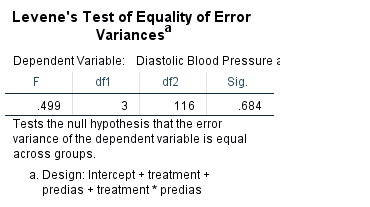 Levene's Test of Equality of Error
Variancesa
Dependent Variable: Diastolic Blood Pressure
F df1 df2 Sig.
.499 3 116 .684
Tests the null hypothesis that the error
variance of the dependent variable is equal
across groups.
a. Design: Intercept + treatment +
predias + treatment * predias